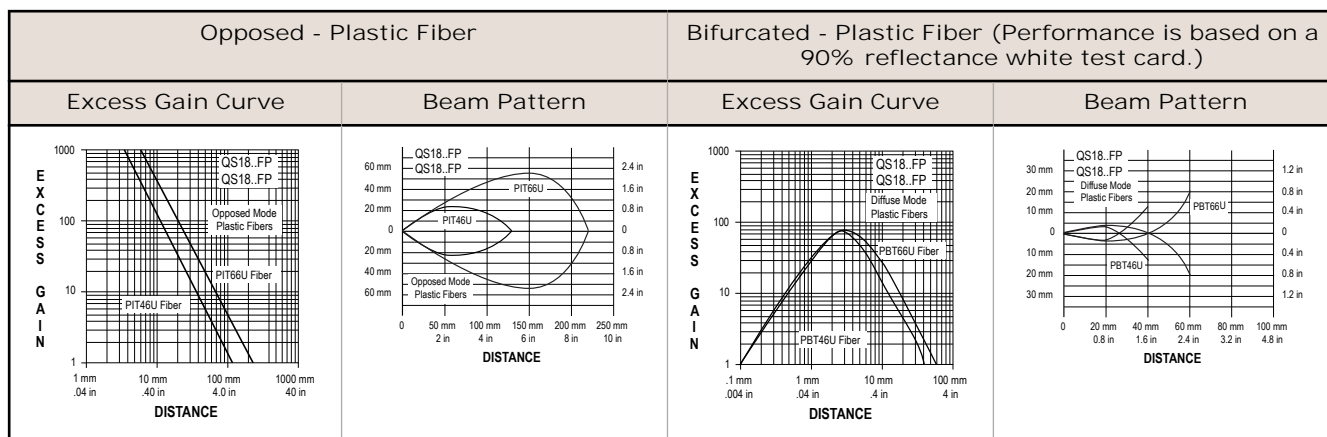 Opposed - Plastic Fiber
Bifurcated - Plastic Fiber (Performance is based on a
90% reflectance white test card.)
Excess Gain Curve
Beam Pattern
Excess Gain Curve
Beam Pattern
EXCESS GAIN
1000
100
10
1
QS18..FP
QS18..FP
Opposed Mode
Plastic Fibers
PIT66U Fiber
PIT46U Fiber
1 mm 10 mm 100 mm 1000 mm
.04 in .40 in 4.0 in 40 in
DISTANCE
QS18..FP
QS18..FP
60 mm 2.4 in
40 mm 1.6 in
20 mm 0.8 in
0 0
20 mm 0.8 in
40 mm 1.6 in
60 mm 2.4 in
PIT66U
PIT46U
Opposed Mode
Plastic Fibers
0 50 mm 100 mm 150 mm 200 mm 250 mm
2 in 4 in 6 in 8 in 10 in
DISTANCE
EXCESS GAIN
1000
100
10
1
QS18..FP
QS18..FP
Diffuse Mode
Plastic Fibers
PBT66U Fiber
PBT46U Fiber
.1 mm 1 mm 10 mm 100 mm
.004 in .04 in .4 in 4 in
DISTANCE
QS18..FP
QS18..FP
Diffuse Mode
Plastic Fibers
30 mm 1.2 in
20 mm 0.8 in
10 mm 0.4 in
0 0
10 mm 0.4 in
20 mm 0.8 in
30 mm 1.2 in
PBT66U
PBT46U
0 20 mm 40 mm 60 mm 80 mm 100 mm
0.8 in 1.6 in 2.4 in 3.2 in 4.8 in
DISTANCE